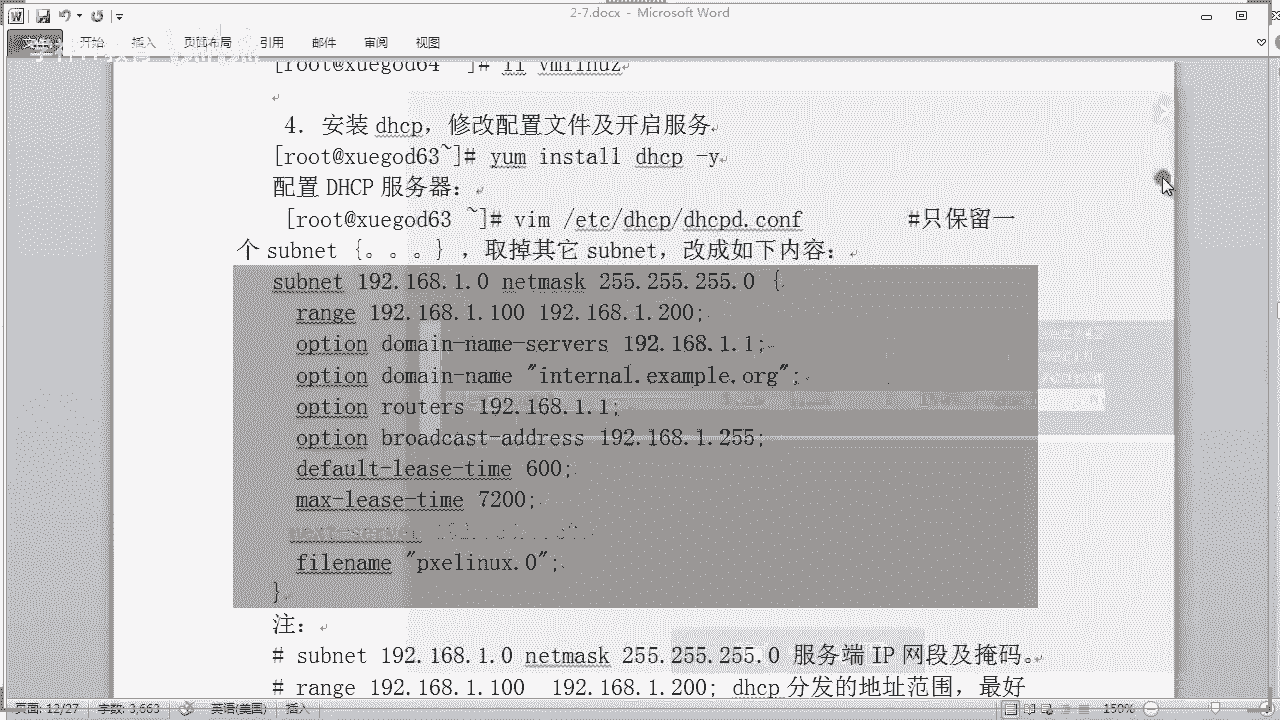 2-7.docx - Microsoft Word
开始 插入 页面布局 引用 邮件 审阅 视图
[root@xuegod64 ~]# ll vmlinuz
4. 安装 dhcp，修改配置文件及开启服务
[root@xuegod63~]# yum install dhcp -y
配置 DHCP 服务器：
[root@xuegod63 ~]# vim /etc/dhcp/dhcpd.conf #只保留一
个 subnet {。。。} ，取掉其它 subnet，改成如下内容：
subnet 192.168.1.0 netmask 255.255.255.0 {
range 192.168.1.100 192.168.1.200;
option domain-name-servers 192.168.1.1;
option domain-name "internal.example.org";
option routers 192.168.1.1;
option broadcast-address 192.168.1.255;
default-lease-time 600;
max-lease-time 7200;
filename "pxelinux.0";
}
注：
# subnet 192.168.1.0 netmask 255.255.255.0 服务端 IP 网段及掩码。
# range 192.168.1.100 192.168.1.200; dhcp 分发的地址范围，最好
页面: 12/27 字数: 3,663 英语(美国) 插入 150%